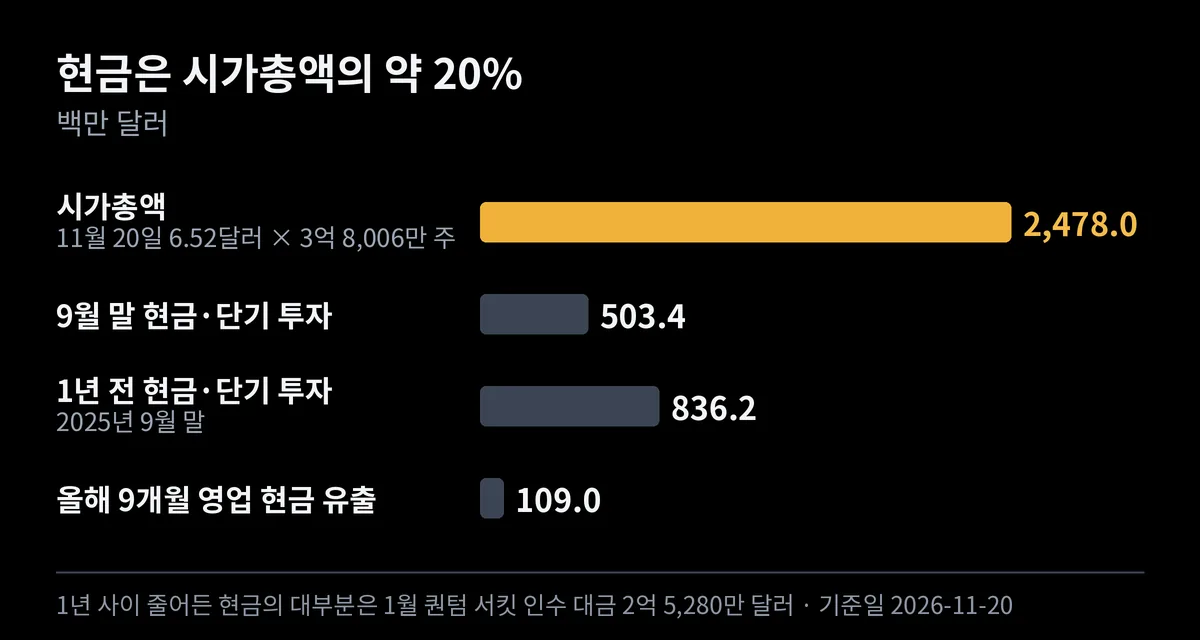 현금은 시가총액의 약 20%
백만 달러
시가총액
11월 20일 6.52달러 × 3억 8,006만 주
2,478.0
9월 말 현금·단기 투자
503.4
1년 전 현금·단기 투자
2025년 9월 말
836.2
올해 9개월 영업 현금 유출
109.0
1년 사이 줄어든 현금의 대부분은 1월 퀀텀 서킷 인수 대금 2억 5,280만 달러 · 기준일 2026-11-20